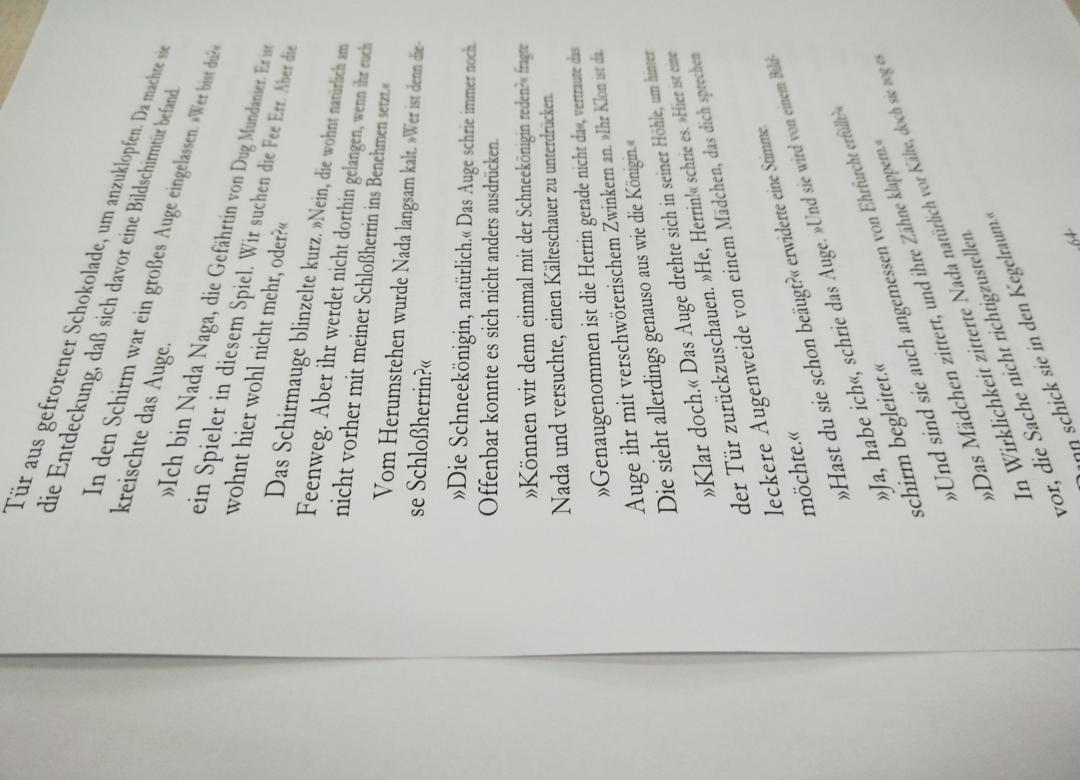 Tür aus gefrorener Schokolade, um anzuklopfen. Da machte sie
die Entdeckung, daß sich davor eine Bildschirmtür befand.
In den Schirm war ein großes Auge eingelassen. »Wer bist du?«
kreischte das Auge.
»Ich bin Nada Naga, die Gefährtin von Dug Mundanier. Er ist
ein Spieler in diesem Spiel. Wir suchen die Fee Err. Aber die
wohnt hier wohl nicht mehr, oder?«
Das Schirmauge blinzelte kurz. »Nein, die wohnt natürlich am
Feenweg. Aber ihr werdet nicht dorthin gelangen, wenn ihr euch
nicht vorher mit meiner Schloßherrin ins Benehmen setzt.«
Vom Herumstehen wurde Nada langsam kalt. »Wer ist denn die-
se Schloßherrin?«
»Die Schneekönigin, natürlich.« Das Auge schrie immer noch.
Offenbar konnte es sich nicht anders ausdrücken.
»Können wir denn einmal mit der Schneekönigin reden?« fragte
Nada und versuchte, einen Kälteschauer zu unterdrücken.
»Genaugenommen ist die Herrin gerade nicht da«, vertraute das
Auge ihr mit verschwörerischem Zwinkern an. »Ihr Klon ist da.
Die sieht allerdings genauso aus wie die Königin.«
»Klar doch.« Das Auge drehte sich in seiner Höhle, um hinter
der Tür zurückzuschauen. »He, Herrin!« schrie es. »Hier ist eine
leckere Augenweide von einem Mädchen, das dich sprechen
möchte.«
»Hast du sie schon beäugt?« erwiderte eine Stimme.
»Ja, habe ich«, schrie das Auge. »Und sie wird von einem Bild-
schirm begleitet.«
»Und sind sie auch angemessen von Ehrfurcht erfüllt?«
»Das Mädchen zittert, und ihre Zähne klappern.«
In Wirklichkeit zitterte Nada natürlich vor Kälte, doch sie zog es
vor, die Sache nicht richtigzustellen.
schick sie in den Kegelraum.«
64